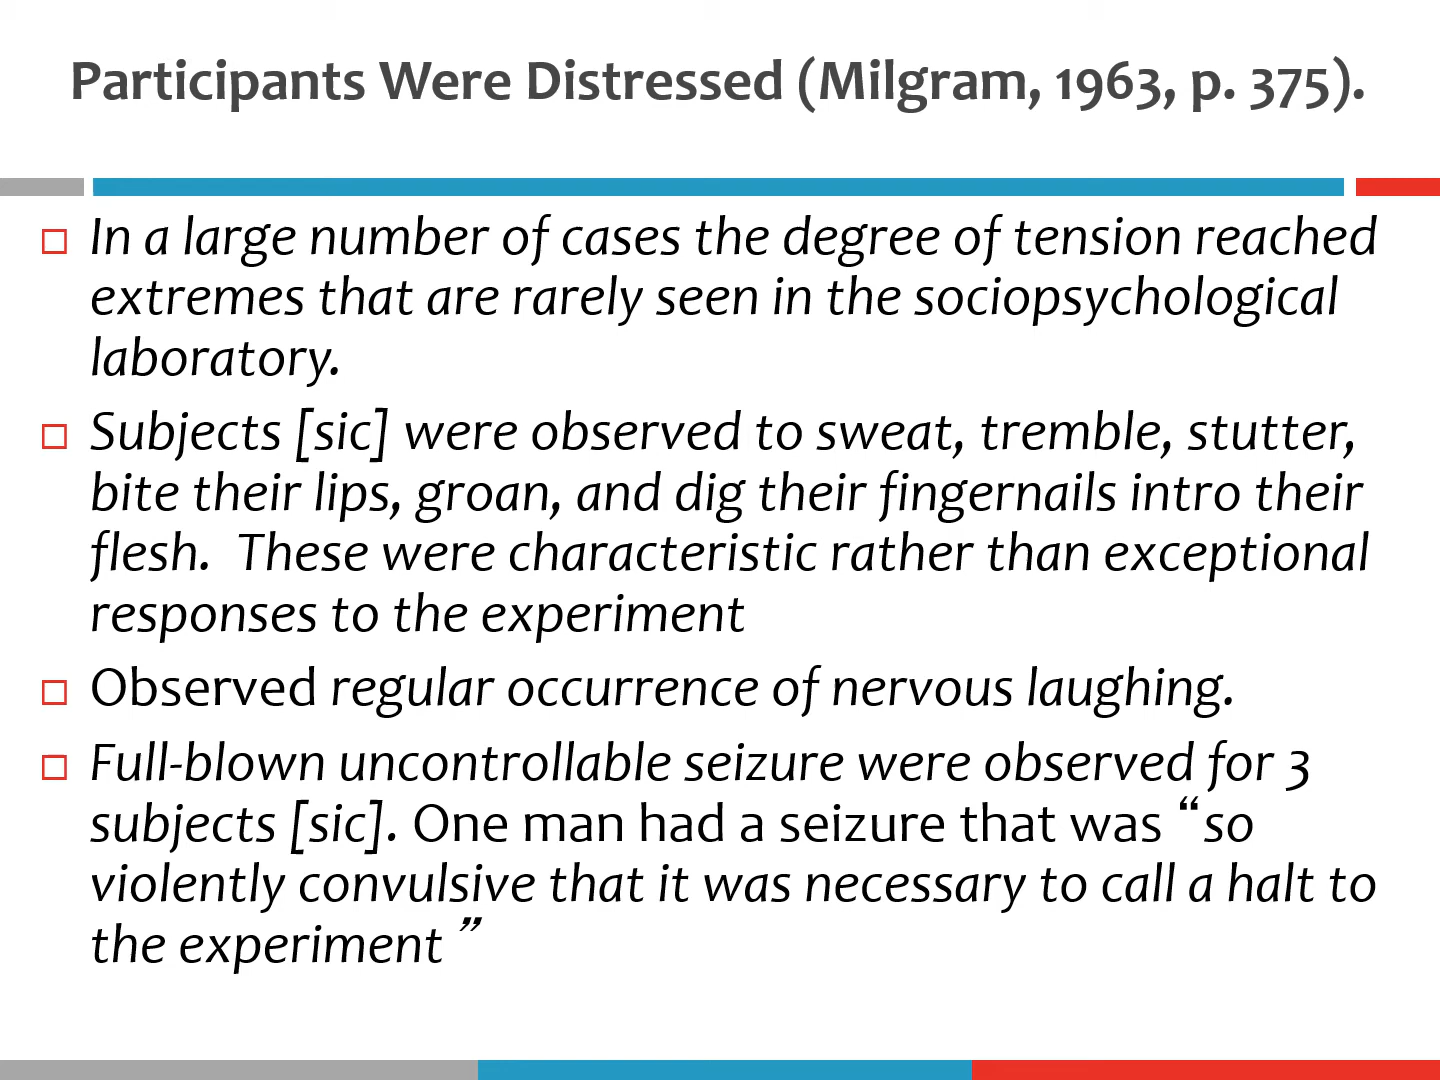 Participants Were Distressed (Milgram, 1963, p. 375).
In a large number of cases the degree of tension reached
extremes that are rarely seen in the sociopsychological
laboratory.
Subjects [sic] were observed to sweat, tremble, stutter,
bite their lips, groan, and dig their fingernails intro their
flesh.  These were characteristic rather than exceptional
responses to the experiment
Observed regular occurrence of nervous laughing.
Full-blown uncontrollable seizure were observed for 3
subjects [sic]. One man had a seizure that was “so
violently convulsive that it was necessary to call a halt to
the experiment ”